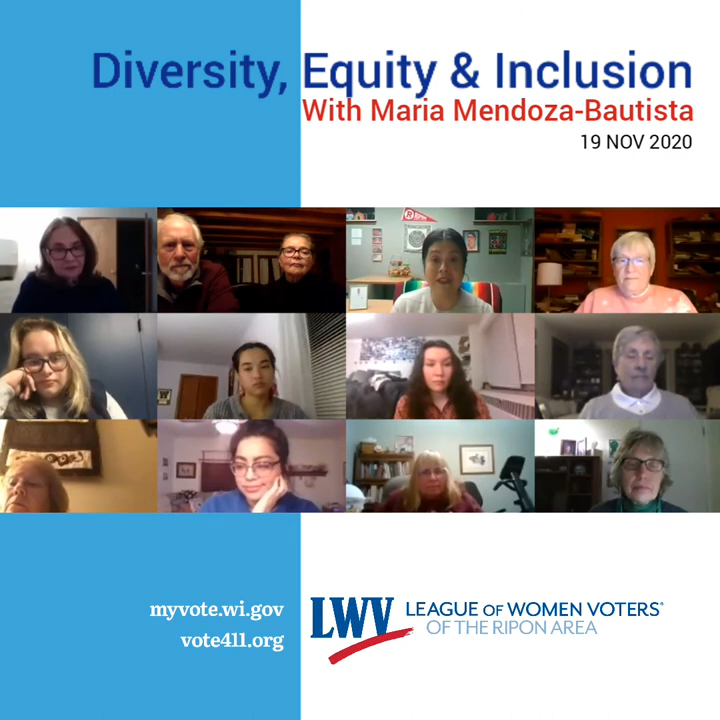 Diversity, Equity & Inclusion
With Maria Mendoza-Bautista
19 NOV 2020
myvote.wi.gov
vote411.org
LWV LEAGUE OF WOMEN VOTERS®
OF THE RIPON AREA